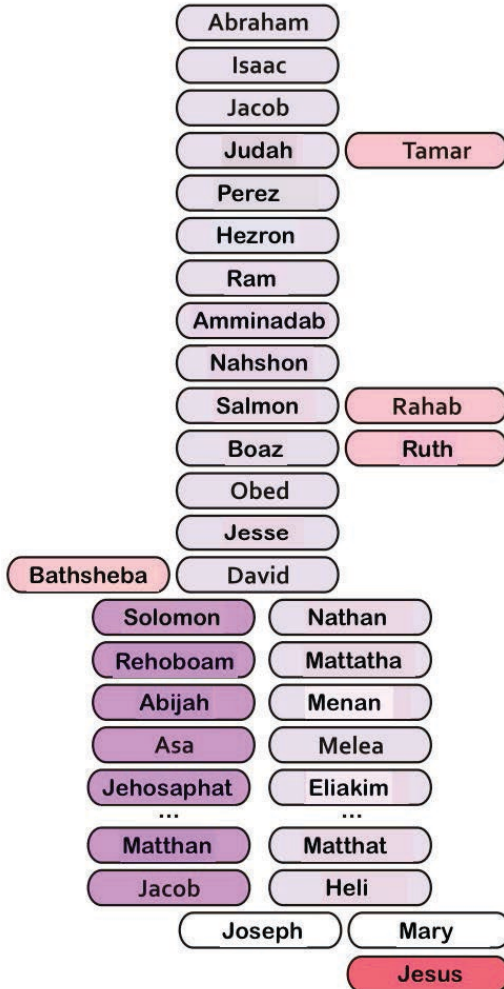 Abraham
Isaac
Jacob
Judah Tamar
Perez
Hezron
Ram
Amminadab
Nahshon
Salmon Rahab
Boaz Ruth
Obed
Jesse
Bathsheba David
Solomon Nathan
Rehoboam Mattatha
Abijah Menan
Asa Melea
Jehosaphat Eliakim
... ...
Matthan Matthat
Jacob Heli
Joseph Mary
Jesus